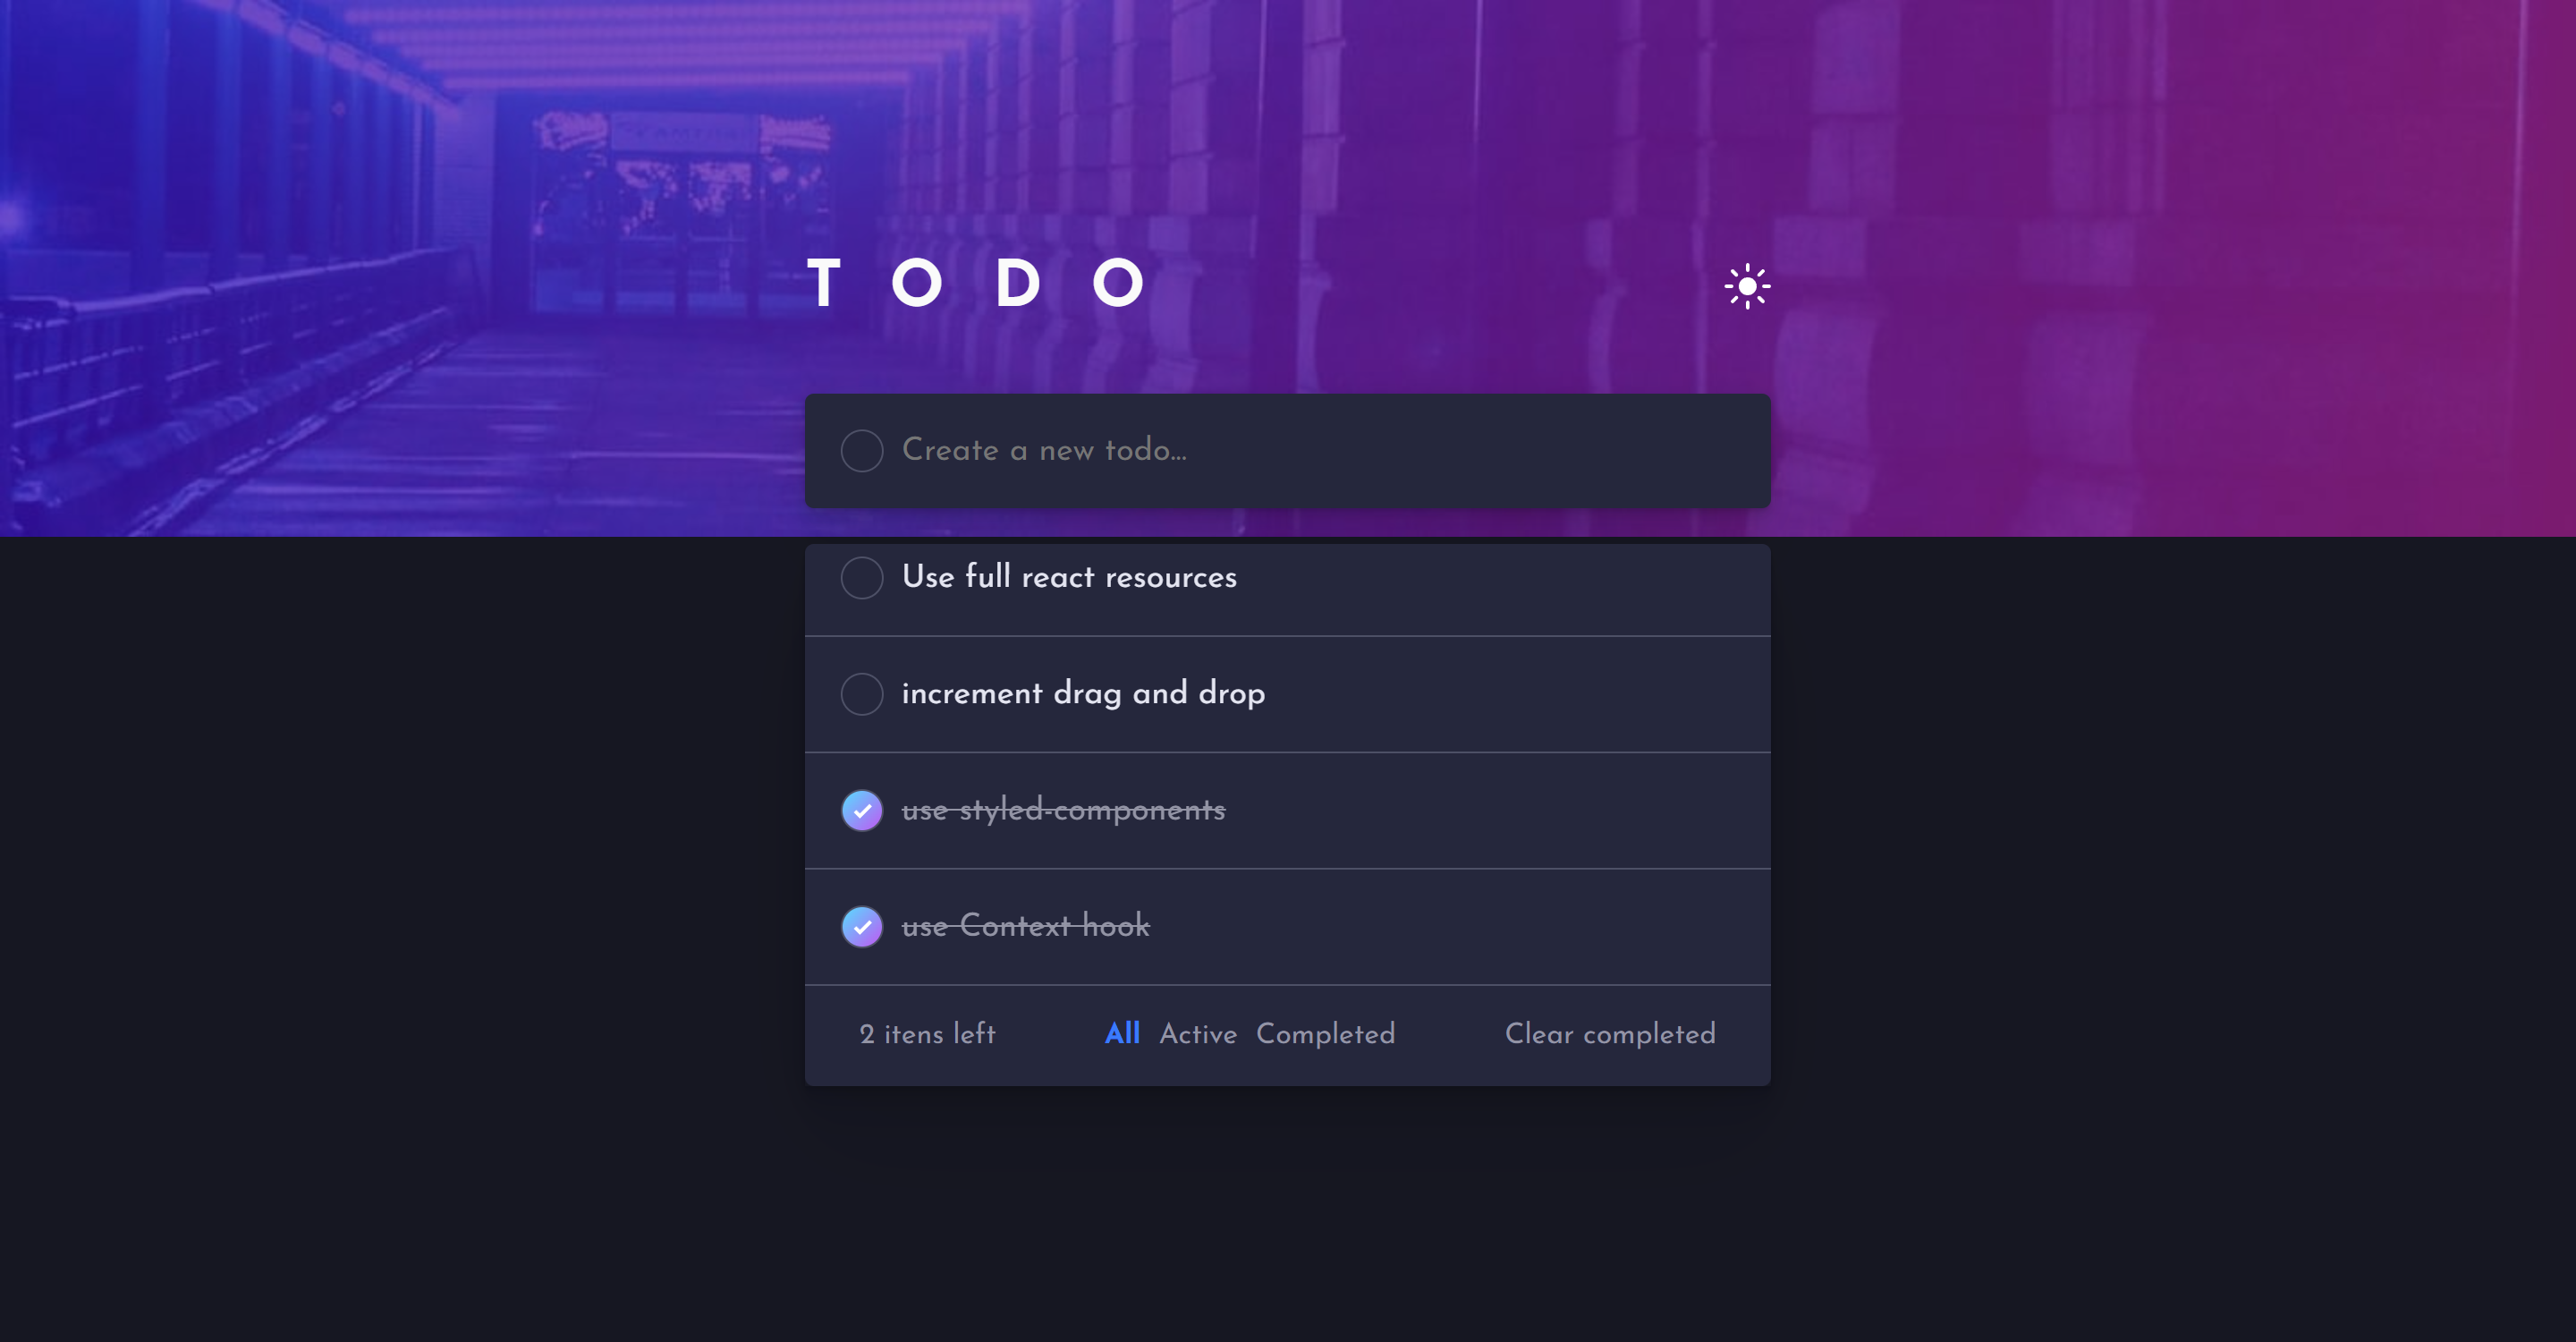 TODO
Create a new todo...
Use full react resources
increment drag and drop
use styled-components
use Context hook
2 itens left All Active Completed Clear completed